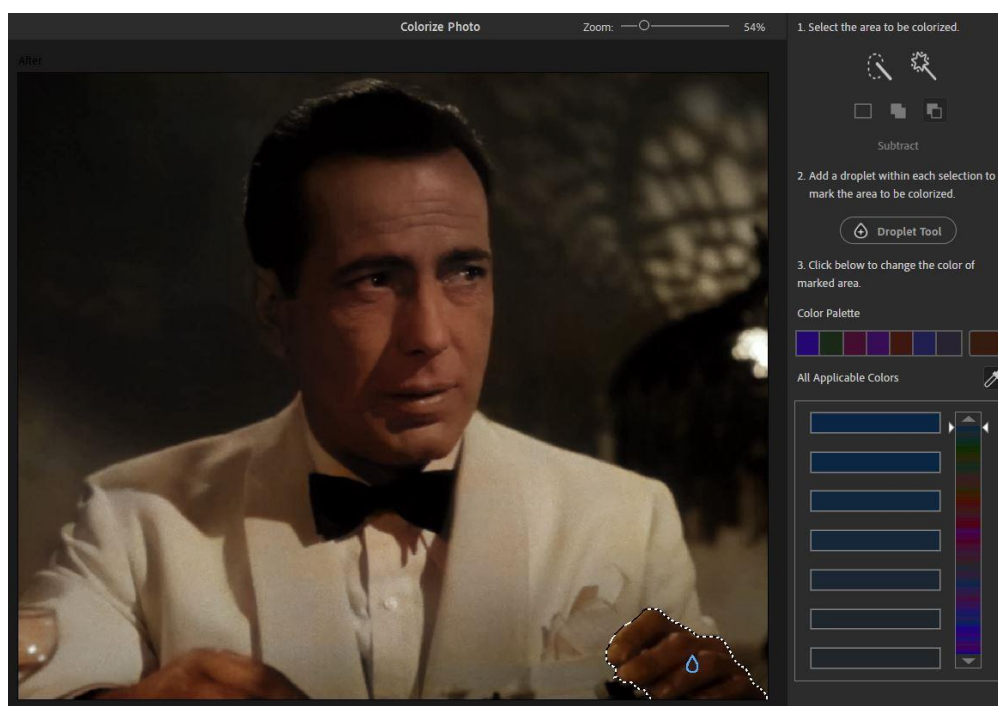 Colorize Photo
Zoom:
54%
After
1. Select the area to be colorized.
Subtract
2. Add a droplet within each selection to
mark the area to be colorized.
Droplet Tool
3. Click below to change the color of
marked area.
Color Palette
All Applicable Colors